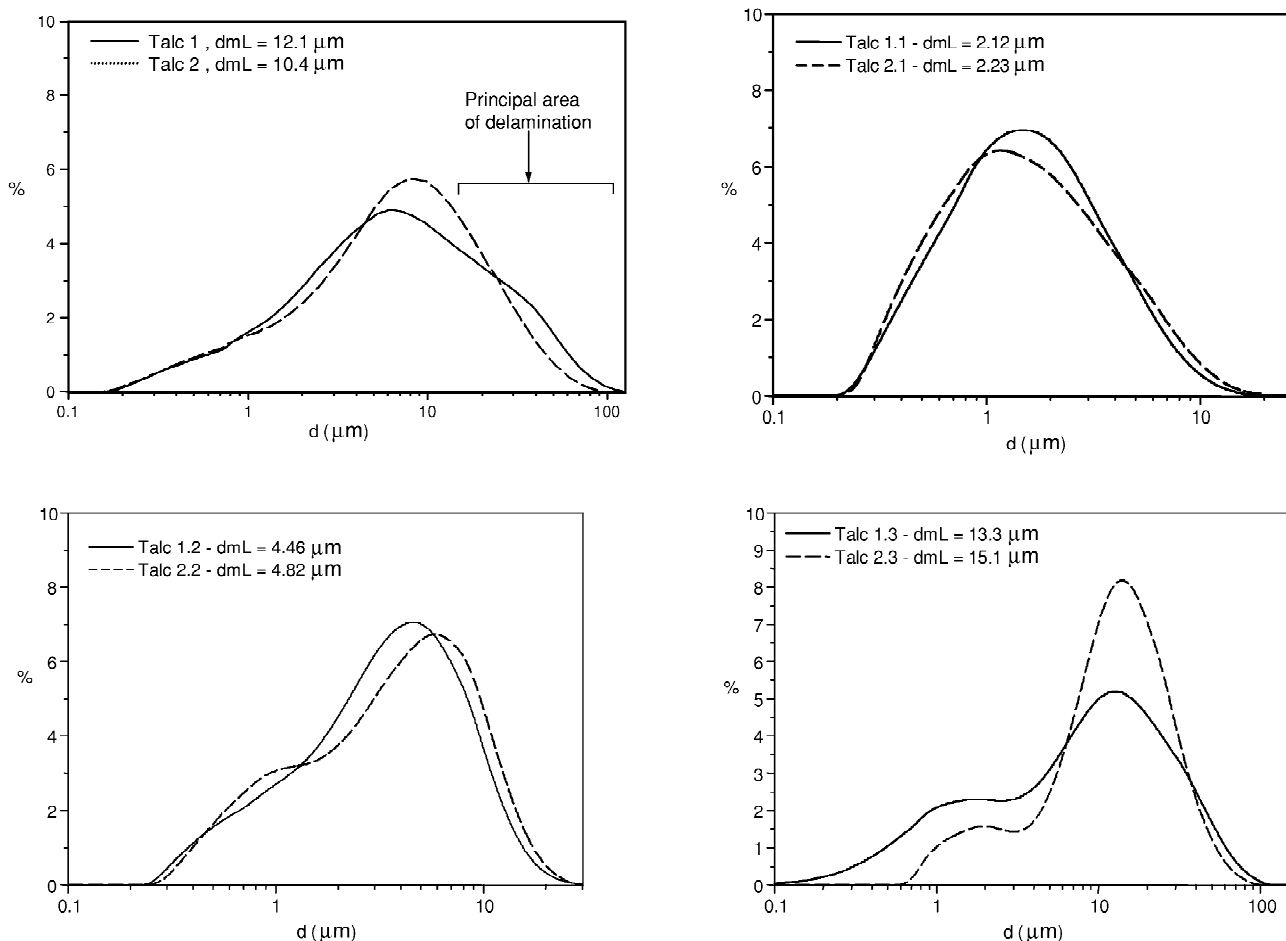 10
8
6
4
2
0
%
Talc 1 , dmL = 12.1 μm
Talc 2 , dmL = 10.4 μm
Principal area
of delamination
0.1 1 10 100
d (μm)
10
8
6
4
2
0
%
Talc 1.1 - dmL = 2.12 μm
Talc 2.1 - dmL = 2.23 μm
0.1 1 10
d (μm)
10
8
6
4
2
0
%
Talc 1.2 - dmL = 4.46 μm
Talc 2.2 - dmL = 4.82 μm
0.1 1 10
d (μm)
10
9
8
7
6
5
4
3
2
1
0
%
Talc 1.3 - dmL = 13.3 μm
Talc 2.3 - dmL = 15.1 μm
0.1 1 10 100
d (μm)